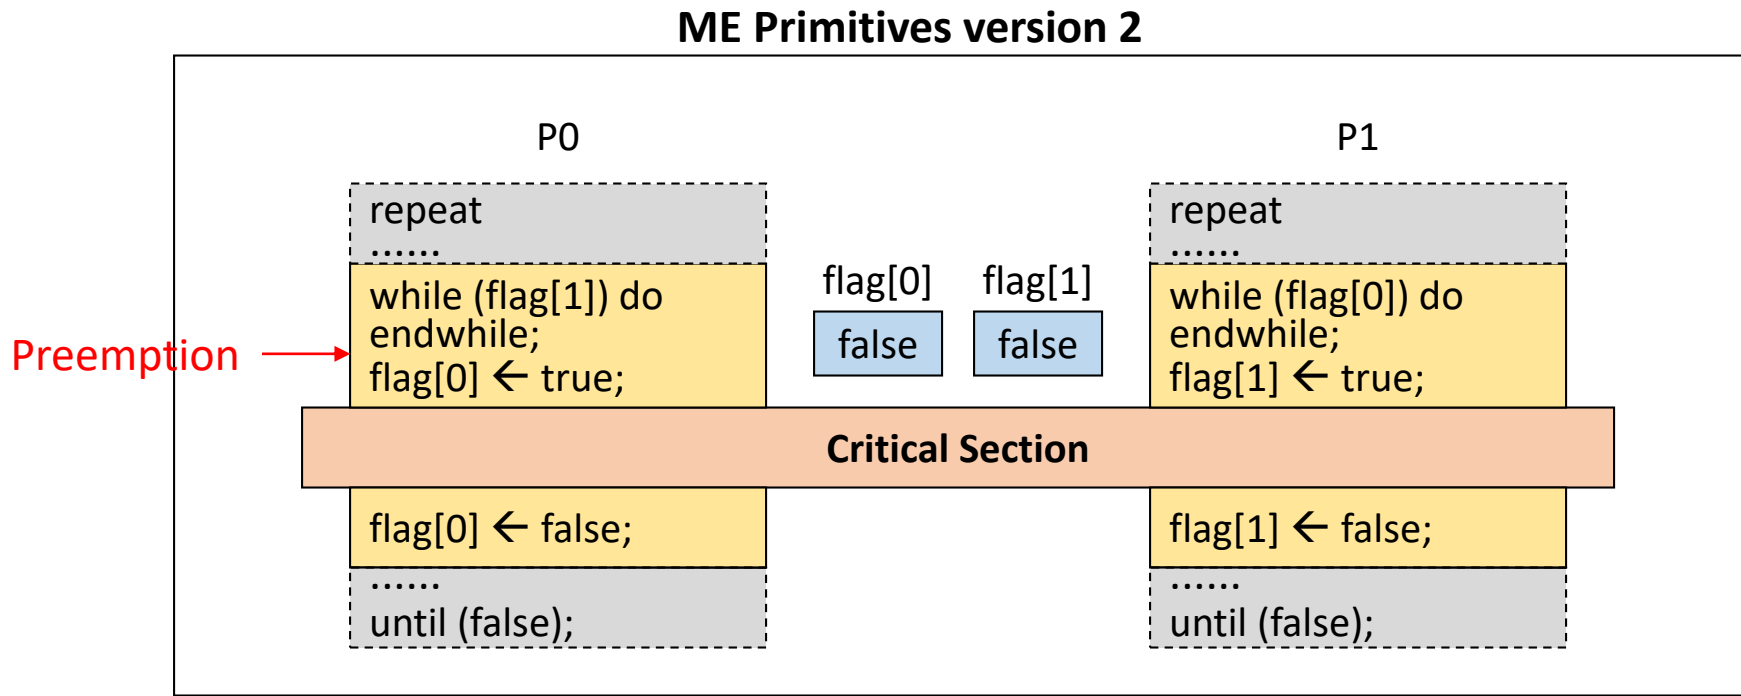 ME Primitives version 2
P0
P1
repeat
......
while (flag[1]) do
endwhile;
flag[0] ← true;
Preemption
flag[0]
flag[1]
false
false
repeat
......
while (flag[0]) do
endwhile;
flag[1] ← true;
Critical Section
flag[0] ← false;
......
until (false);
flag[1] ← false;
......
until (false);